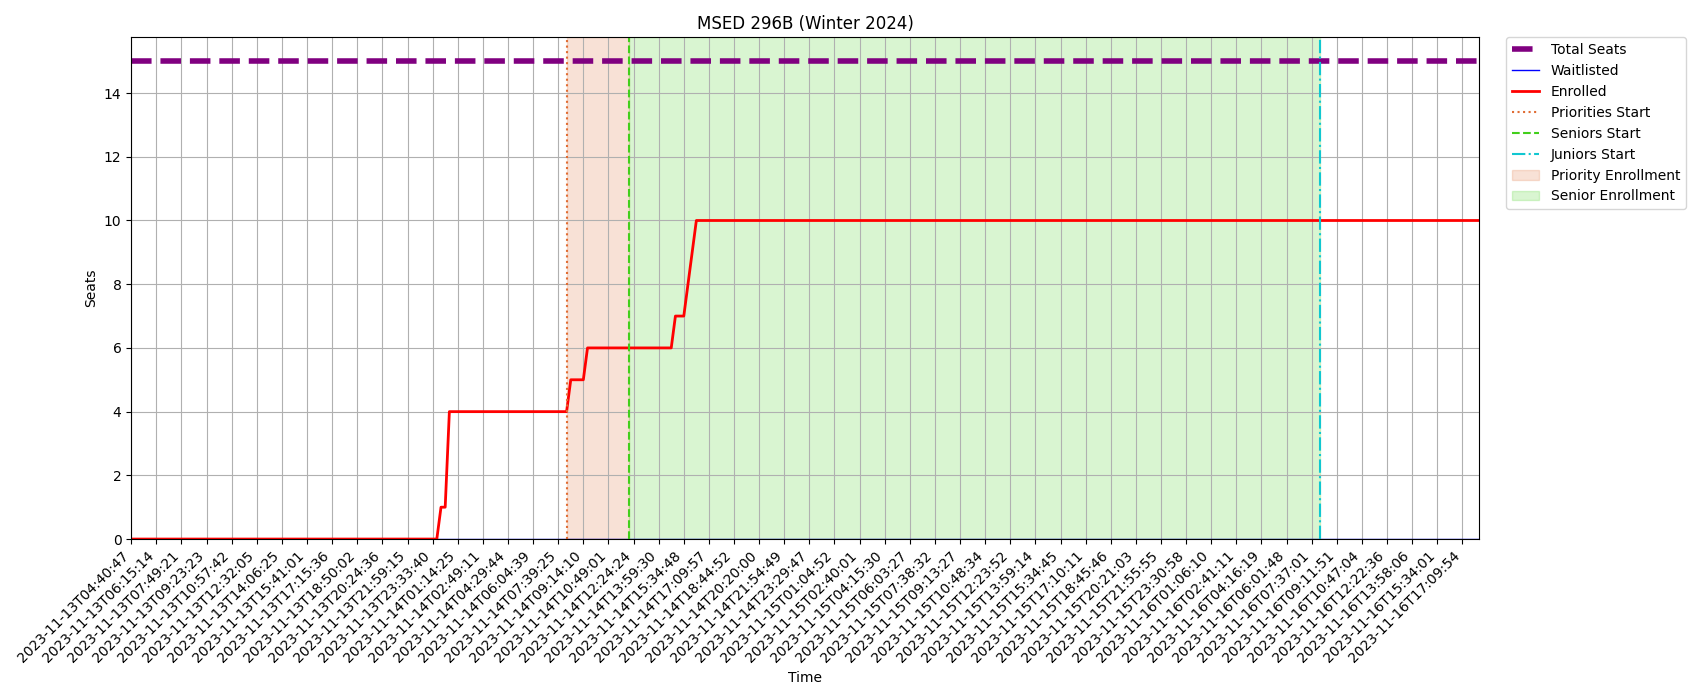 MSED 296B (Winter 2024)
Total Seats
Waitlisted
Enrolled
Priorities Start
Seniors Start
Juniors Start
Priority Enrollment
Senior Enrollment
Seats
14
12
10
8
6
4
2
0
2023-11-13T04:40:47
2023-11-13T06:15:14
2023-11-13T07:49:21
2023-11-13T09:23:23
2023-11-13T10:57:42
2023-11-13T12:32:05
2023-11-13T14:06:25
2023-11-13T15:41:01
2023-11-13T17:15:36
2023-11-13T18:50:02
2023-11-13T20:24:36
2023-11-13T21:59:15
2023-11-13T23:33:40
2023-11-14T01:14:25
2023-11-14T02:49:11
2023-11-14T04:29:44
2023-11-14T06:04:39
2023-11-14T07:39:25
2023-11-14T09:14:10
2023-11-14T10:49:01
2023-11-14T12:24:24
2023-11-14T13:59:30
2023-11-14T15:34:48
2023-11-14T17:09:57
2023-11-14T18:44:52
2023-11-14T20:20:00
2023-11-14T21:54:49
2023-11-14T23:29:47
2023-11-15T01:04:52
2023-11-15T02:40:01
2023-11-15T04:15:30
2023-11-15T06:03:27
2023-11-15T07:38:32
2023-11-15T09:13:27
2023-11-15T10:48:34
2023-11-15T12:23:52
2023-11-15T13:59:14
2023-11-15T15:34:45
2023-11-15T17:10:11
2023-11-15T18:45:46
2023-11-15T20:21:03
2023-11-15T21:55:55
2023-11-15T23:30:58
2023-11-16T01:06:10
2023-11-16T02:41:11
2023-11-16T04:16:19
2023-11-16T06:01:48
2023-11-16T07:37:01
2023-11-16T09:11:51
2023-11-16T10:47:04
2023-11-16T12:22:36
2023-11-16T13:58:06
2023-11-16T15:34:01
2023-11-16T17:09:54
Time